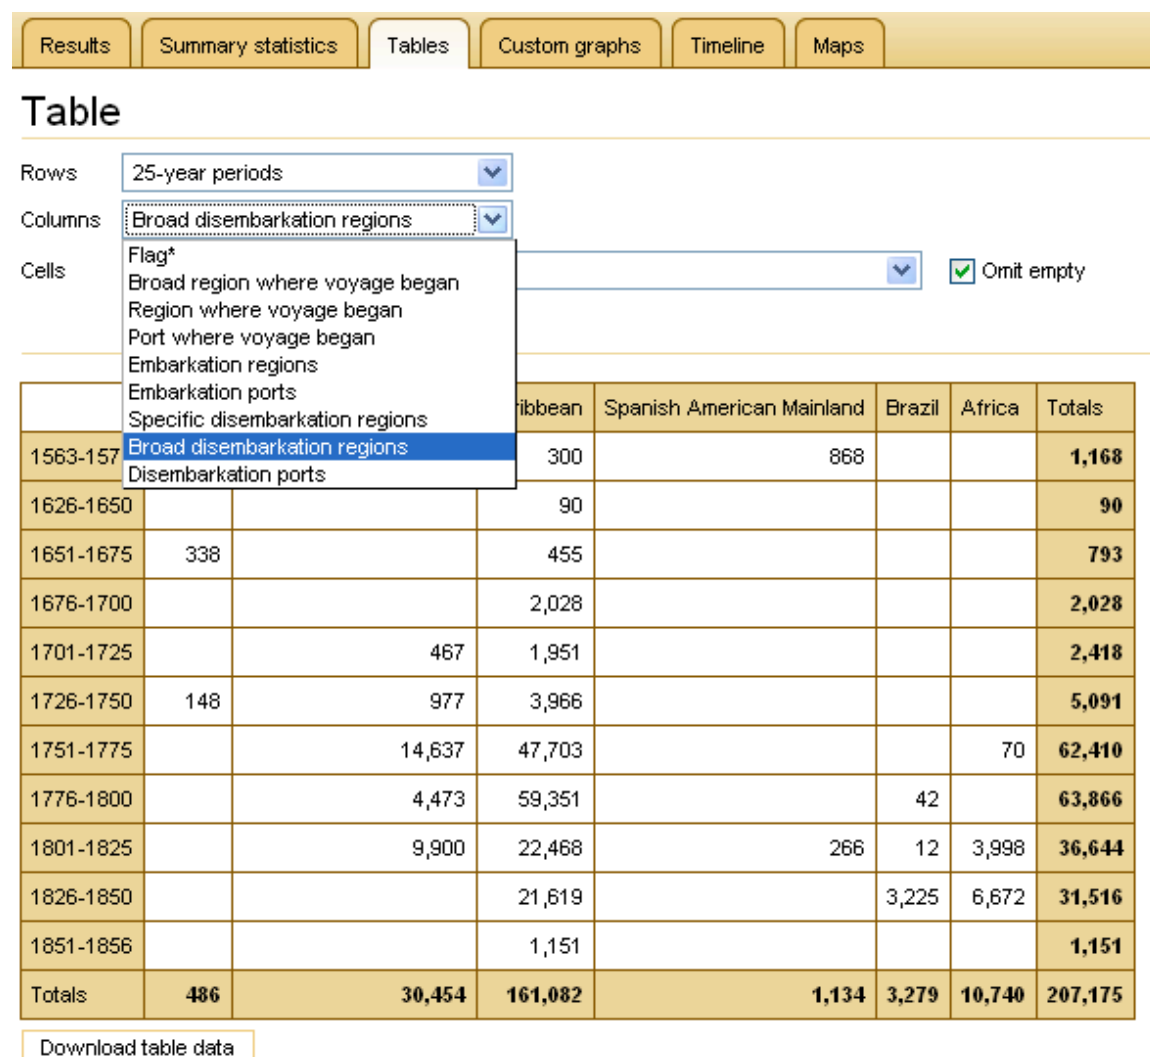 Results Summary statistics Tables Custom graphs Timeline Maps
Table
Rows 25-year periods
Columns Broad disembarkation regions
Flag*
Cells Omit empty
Broad region where voyage began
Region where voyage began
Port where voyage began
Embarkation regions
Embarkation ports
Specific disembarkation regions
Broad disembarkation regions
Disembarkation ports
ribbean Spanish American Mainland Brazil Africa Totals
1563-157 300 868 1,168
1626-1650 90 90
1651-1675 338 455 793
1676-1700 2,028 2,028
1701-1725 467 1,951 2,418
1726-1750 148 977 3,966 5,091
1751-1775 14,637 47,703 70 62,410
1776-1800 4,473 59,351 42 63,866
1801-1825 9,900 22,468 266 12 3,998 36,644
1826-1850 21,619 3,225 6,672 31,516
1851-1856 1,151 1,151
Totals 486 30,454 161,082 1,134 3,279 10,740 207,175
Download table data